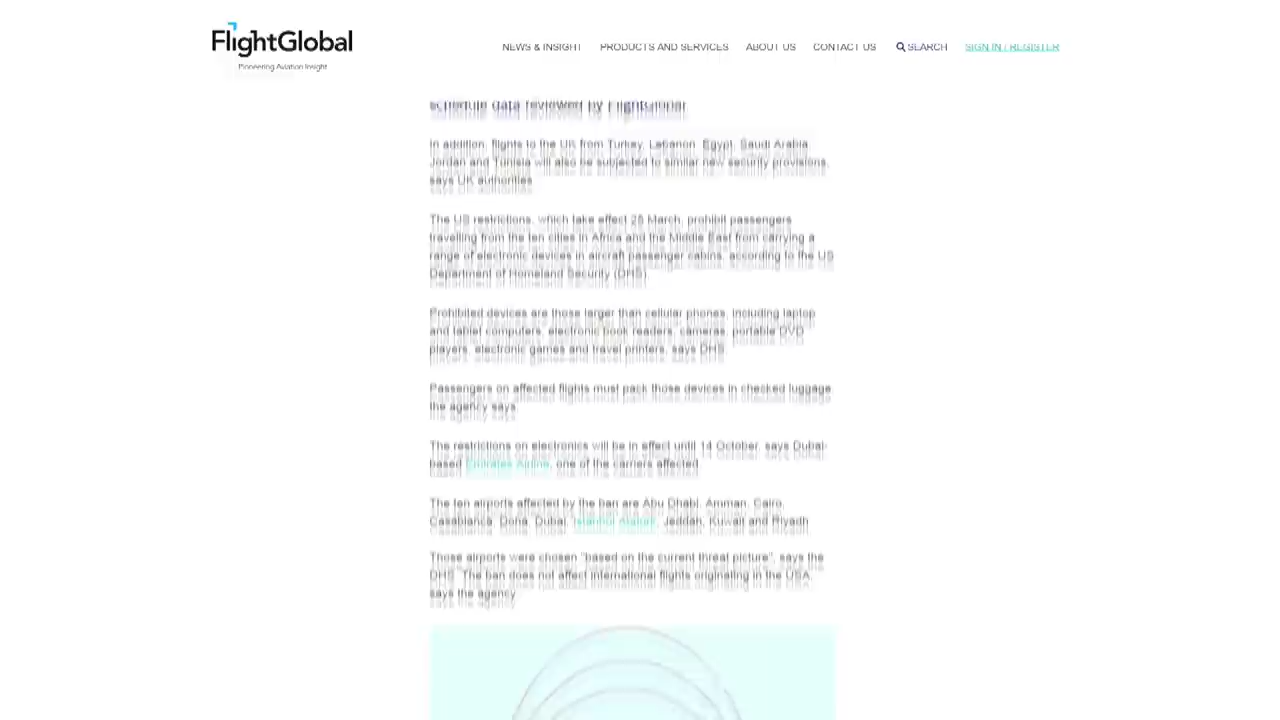 FlightGlobal
Pioneering Aviation Insight
NEWS & INSIGHT
PRODUCTS AND SERVICES
ABOUT US
CONTACT US
SEARCH
SIGN IN / REGISTER
schedule data reviewed by FlightGlobal.
In addition, flights to the UK from Turkey, Lebanon, Egypt, Saudi Arabia,
Jordan and Tunisia will also be subjected to similar new security provisions,
says UK authorities.
The US restrictions, which take effect 25 March, prohibit passengers
travelling from the ten cities in Africa and the Middle East from carrying a
range of electronic devices in aircraft passenger cabins, according to the US
Department of Homeland Security (DHS).
Prohibited devices are those larger than cellular phones, including laptop
and tablet computers, electronic book readers, cameras, portable DVD
players, electronic games and travel printers, says DHS.
Passengers on affected flights must pack those devices in checked luggage,
the agency says.
The restrictions on electronics will be in effect until 14 October, says Dubai-
based Emirates Airline, one of the carriers affected.
The ten airports affected by the ban are Abu Dhabi, Amman, Cairo,
Casablanca, Doha, Dubai, Istanbul Ataturk, Jeddah, Kuwait and Riyadh.
Those airports were chosen "based on the current threat picture", says the
DHS. The ban does not affect international flights originating in the USA,
says the agency.